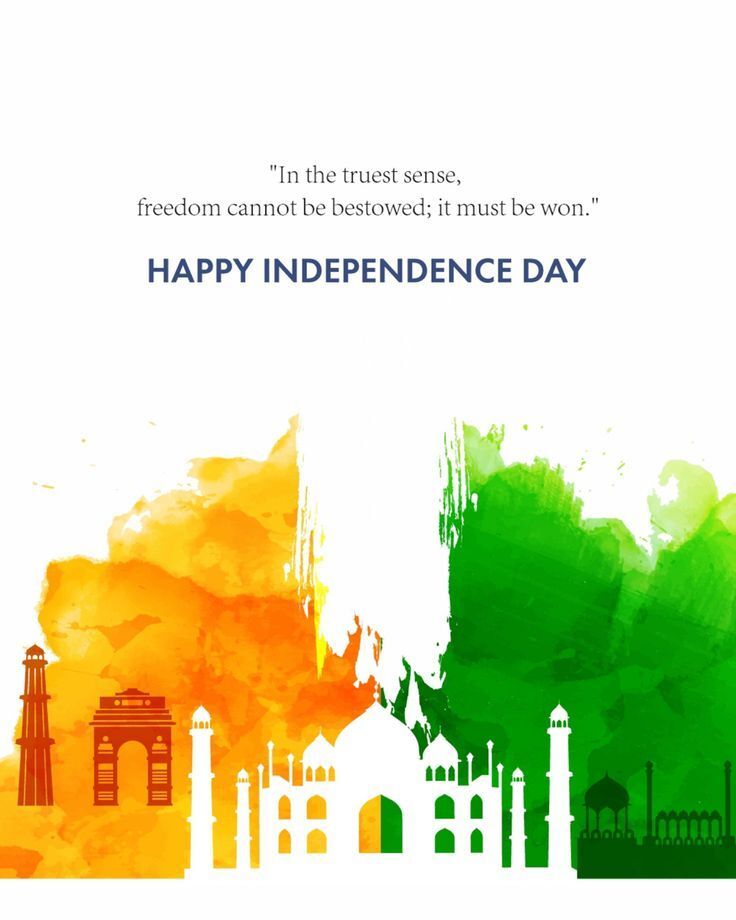 "In the truest sense,
freedom cannot be bestowed; it must be won."
HAPPY INDEPENDENCE DAY